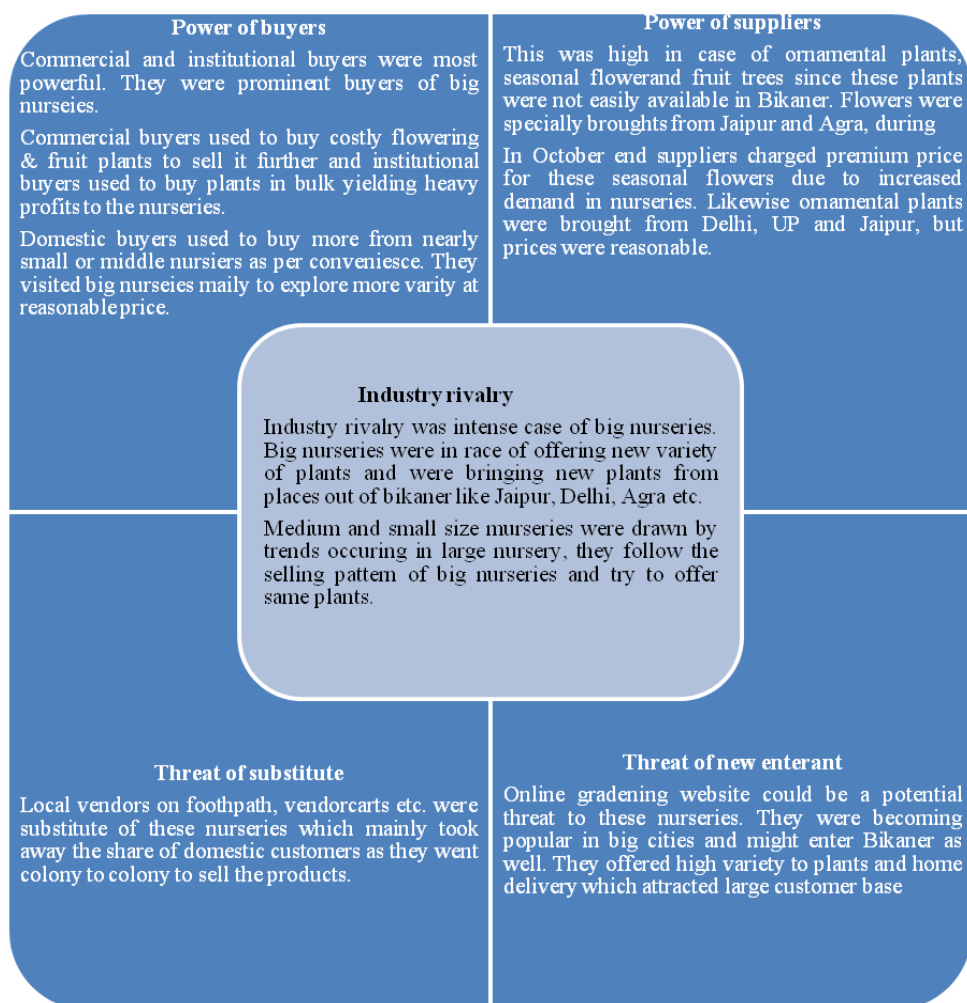 Power of buyers
Commercial and institutional buyers were most
powerful. They were prominent buyers of big
nurseies.
Commercial buyers used to buy costly flowering
& fruit plants to sell it further and institutional
buyers used to buy plants in bulk yielding heavy
profits to the nurseries.
Domestic buyers used to buy more from nearly
small or middle nursiers as per conveniesce. They
visited big nurseies maily to explore more varity at
reasonable price.
Power of suppliers
This was high in case of ornamental plants,
seasonal flowerand fruit trees since these plants
were not easily available in Bikaner. Flowers were
specially broughts from Jaipur and Agra, during
In October end suppliers charged premium price
for these seasonal flowers due to increased
demand in nurseries. Likewise ornamental plants
were brought from Delhi, UP and Jaipur, but
prices were reasonable.
Industry rivalry
Industry rivalry was intense case of big nurseries.
Big nurseries were in race of offering new variety
of plants and were bringing new plants from
places out of bikaner like Jaipur, Delhi, Agra etc.
Medium and small size murseries were drawn by
trends occuring in large nursery, they follow the
selling pattern of big nurseries and try to offer
same plants.
Threat of substitute
Local vendors on foothpath, vendorcarts etc. were
substitute of these nurseries which mainly took
away the share of domestic customers as they went
colony to colony to sell the products.
Threat of new enterant
Online gradening website could be a potential
threat to these nurseries. They were becoming
popular in big cities and might enter Bikaner as
well. They offered high variety to plants and home
delivery which attracted large customer base